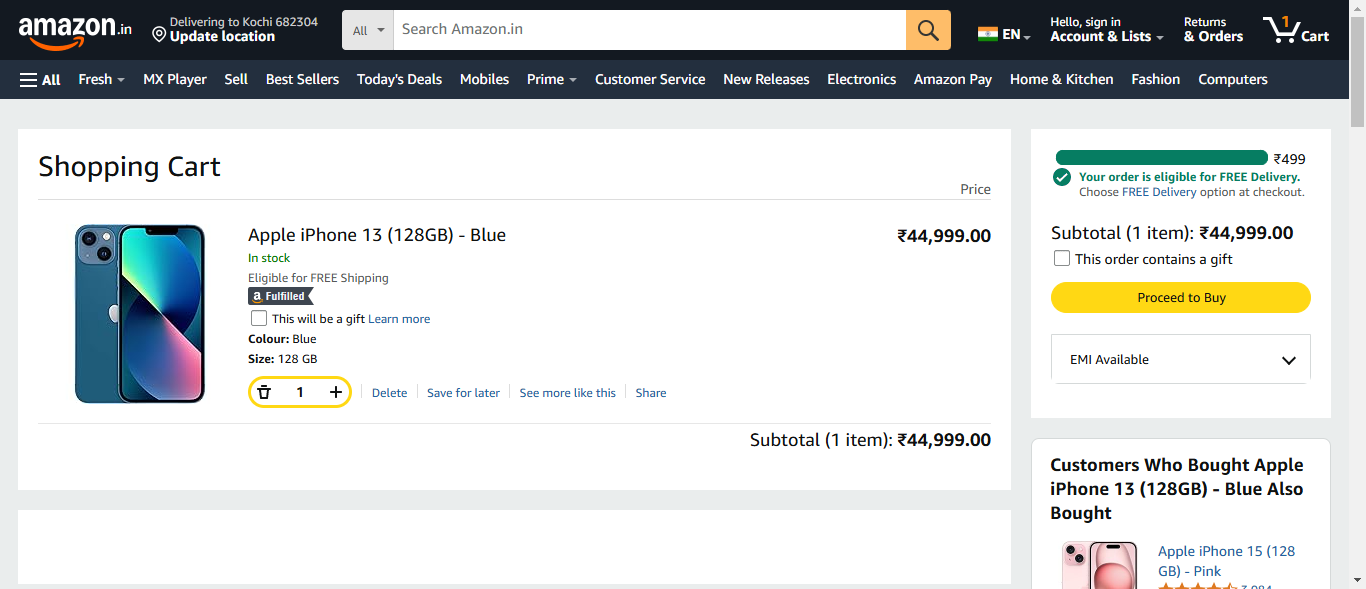 amazon.in
Delivering to Kochi 682304
Update location
All
Search Amazon.in
EN
Hello, sign in
Account & Lists
Returns
& Orders
1
Cart
All
Fresh
MX Player
Sell
Best Sellers
Today's Deals
Mobiles
Prime
Customer Service
New Releases
Electronics
Amazon Pay
Home & Kitchen
Fashion
Computers
Shopping Cart
Price
Apple iPhone 13 (128GB) - Blue
₹44,999.00
In stock
Eligible for FREE Shipping
a Fulfilled
This will be a gift Learn more
Colour: Blue
Size: 128 GB
1
Delete
Save for later
See more like this
Share
Subtotal (1 item): ₹44,999.00
₹499
Your order is eligible for FREE Delivery.
Choose FREE Delivery option at checkout.
Subtotal (1 item): ₹44,999.00
This order contains a gift
Proceed to Buy
EMI Available
Customers Who Bought Apple
iPhone 13 (128GB) - Blue Also
Bought
Apple iPhone 15 (128
GB) - Pink